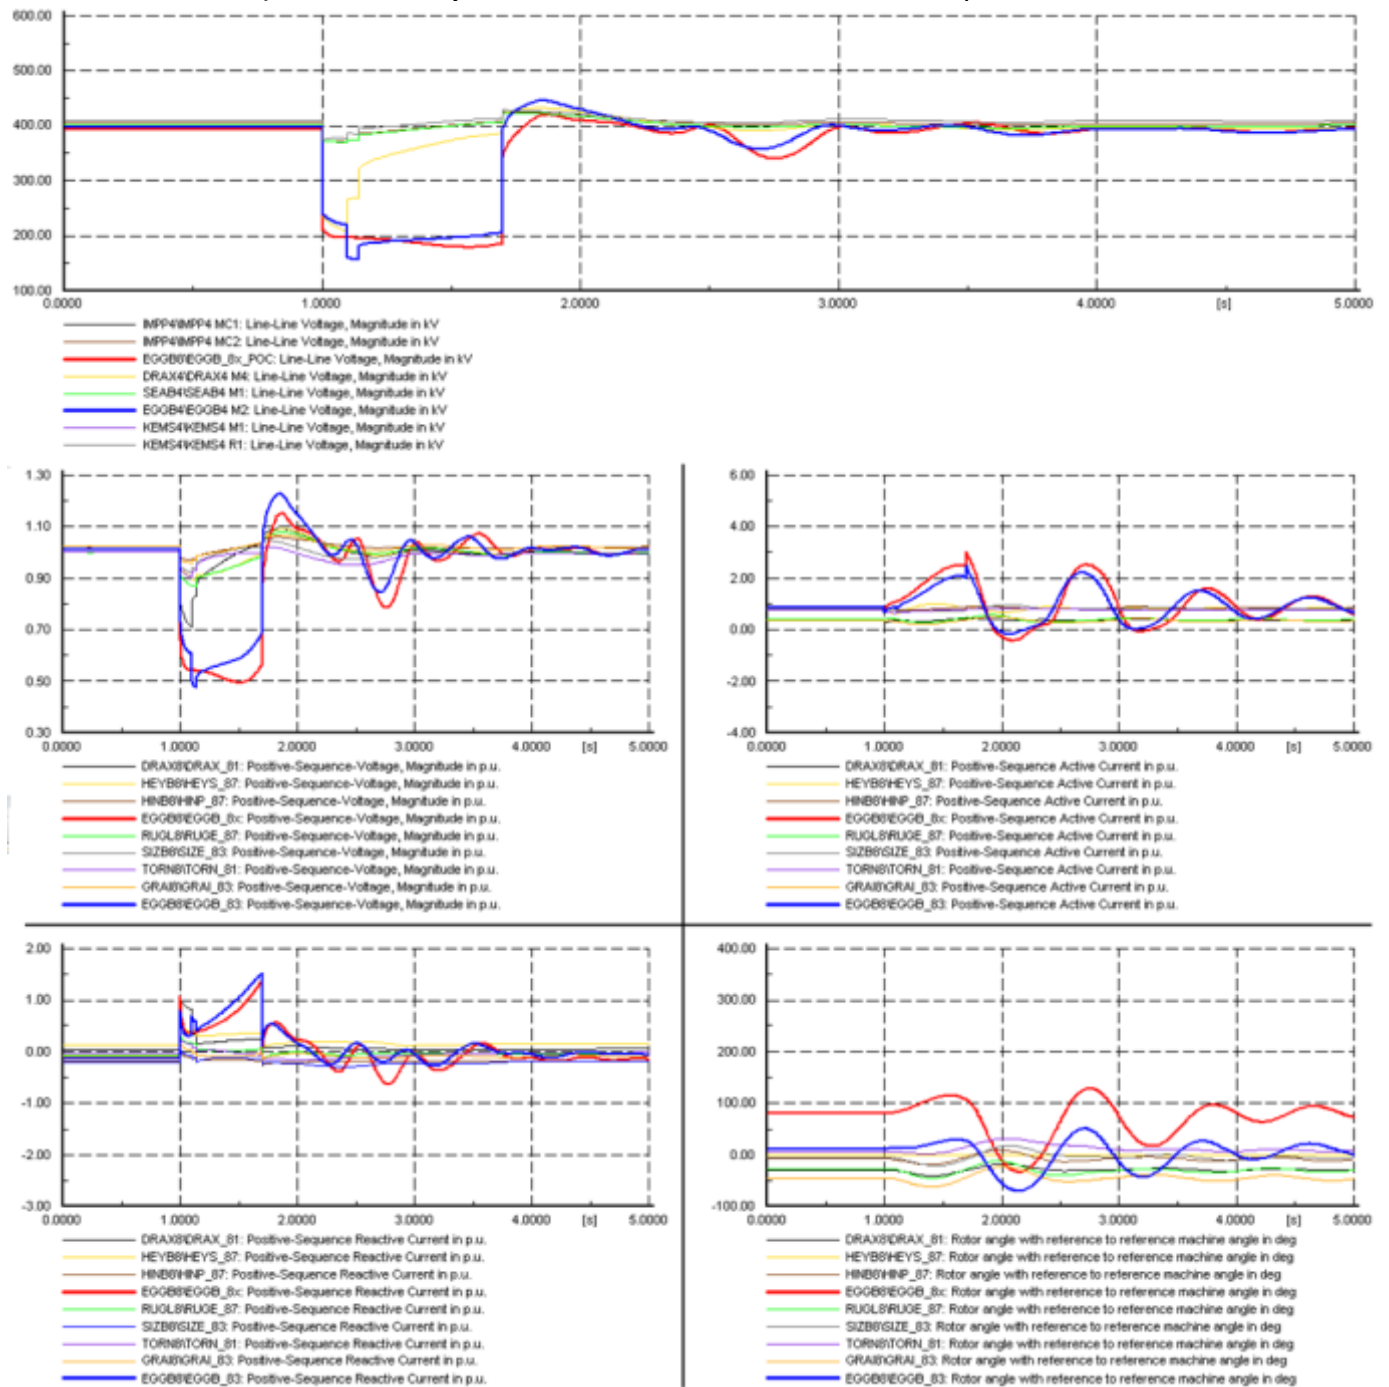 600.00
500.00
400.00
300.00
200.00
100.00
0.0000 1.0000 2.0000 3.0000 4.0000 [s] 5.0000
IMPP4\IMPP4 MC1: Line-Line Voltage, Magnitude in kV
IMPP4\IMPP4 MC2: Line-Line Voltage, Magnitude in kV
EGGB8\EGGB_8x_POC: Line-Line Voltage, Magnitude in kV
DRAX4\DRAX4 M4: Line-Line Voltage, Magnitude in kV
SEAB4\SEAB4 M1: Line-Line Voltage, Magnitude in kV
EGGB4\EGGB4 M2: Line-Line Voltage, Magnitude in kV
KEMS4\KEMS4 M1: Line-Line Voltage, Magnitude in kV
KEMS4\KEMS4 R1: Line-Line Voltage, Magnitude in kV
1.30
1.10
0.90
0.70
0.50
0.30
0.0000 1.0000 2.0000 3.0000 4.0000 [s] 5.0000
DRAX8\DRAX_81: Positive-Sequence-Voltage, Magnitude in p.u.
HEYB8\HEYS_87: Positive-Sequence-Voltage, Magnitude in p.u.
HINB8\HINP_87: Positive-Sequence-Voltage, Magnitude in p.u.
EGGB8\EGGB_8x: Positive-Sequence-Voltage, Magnitude in p.u.
RUGL8\RUGE_87: Positive-Sequence-Voltage, Magnitude in p.u.
SIZB8\SIZE_83: Positive-Sequence-Voltage, Magnitude in p.u.
TORN8\TORN_81: Positive-Sequence-Voltage, Magnitude in p.u.
GRAI8\GRAI_83: Positive-Sequence-Voltage, Magnitude in p.u.
EGGB8\EGGB_83: Positive-Sequence-Voltage, Magnitude in p.u.
6.00
4.00
2.00
0.00
-2.00
-4.00
0.0000 1.0000 2.0000 3.0000 4.0000 [s] 5.0000
DRAX8\DRAX_81: Positive-Sequence Active Current in p.u.
HEYB8\HEYS_87: Positive-Sequence Active Current in p.u.
HINB8\HINP_87: Positive-Sequence Active Current in p.u.
EGGB8\EGGB_8x: Positive-Sequence Active Current in p.u.
RUGL8\RUGE_87: Positive-Sequence Active Current in p.u.
SIZB8\SIZE_83: Positive-Sequence Active Current in p.u.
TORN8\TORN_81: Positive-Sequence Active Current in p.u.
GRAI8\GRAI_83: Positive-Sequence Active Current in p.u.
EGGB8\EGGB_83: Positive-Sequence Active Current in p.u.
2.00
1.00
0.00
-1.00
-2.00
-3.00
0.0000 1.0000 2.0000 3.0000 4.0000 [s] 5.0000
DRAX8\DRAX_81: Positive-Sequence Reactive Current in p.u.
HEYB8\HEYS_87: Positive-Sequence Reactive Current in p.u.
HINB8\HINP_87: Positive-Sequence Reactive Current in p.u.
EGGB8\EGGB_8x: Positive-Sequence Reactive Current in p.u.
RUGL8\RUGE_87: Positive-Sequence Reactive Current in p.u.
SIZB8\SIZE_83: Positive-Sequence Reactive Current in p.u.
TORN8\TORN_81: Positive-Sequence Reactive Current in p.u.
GRAI8\GRAI_83: Positive-Sequence Reactive Current in p.u.
EGGB8\EGGB_83: Positive-Sequence Reactive Current in p.u.
400.00
300.00
200.00
100.00
0.00
-100.00
0.0000 1.0000 2.0000 3.0000 4.0000 [s] 5.0000
DRAX8\DRAX_81: Rotor angle with reference to reference machine angle in deg
HEYB8\HEYS_87: Rotor angle with reference to reference machine angle in deg
HINB8\HINP_87: Rotor angle with reference to reference machine angle in deg
EGGB8\EGGB_8x: Rotor angle with reference to reference machine angle in deg
RUGL8\RUGE_87: Rotor angle with reference to reference machine angle in deg
SIZB8\SIZE_83: Rotor angle with reference to reference machine angle in deg
TORN8\TORN_81: Rotor angle with reference to reference machine angle in deg
GRAI8\GRAI_83: Rotor angle with reference to reference machine angle in deg
EGGB8\EGGB_83: Rotor angle with reference to reference machine angle in deg